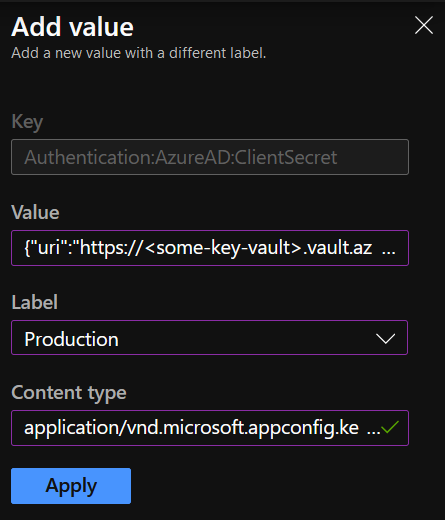 Add value
Add a new value with a different label.
Key
Authentication:AzureAD:ClientSecret
Value
{"uri":"https://<some-key-vault>.vault.az ...
Label
Production
Content type
application/vnd.microsoft.appconfig.ke ...
Apply